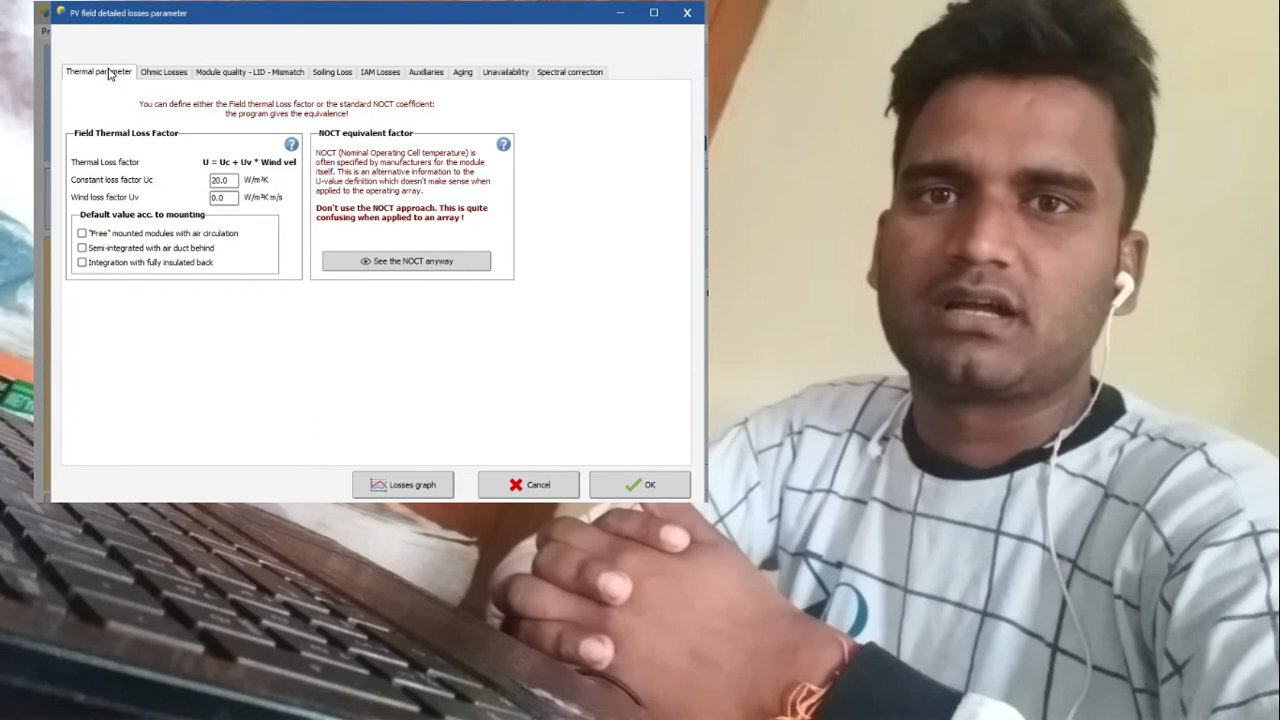 PV field detailed losses parameter
Pr
Thermal parameter Ohmic Losses Module quality - LID - Mismatch Soiling Loss IAM Losses Auxiliaries Aging Unavailability Spectral correction
You can define either the Field thermal Loss factor or the standard NOCT coefficient:
the program gives the equivalence!
Field Thermal Loss Factor
Thermal Loss factor U = Uc + Uv * Wind vel
Constant loss factor Uc 20.0 W/m²K
Wind loss factor Uv 0.0 W/m²K m/s
Default value acc. to mounting
"Free" mounted modules with air circulation
Semi-integrated with air duct behind
Integration with fully insulated back
NOCT equivalent factor
NOCT (Nominal Operating Cell temperature) is
often specified by manufacturers for the module
itself. This is an alternative information to the
U-value definition which doesn't make sense when
applied to the operating array.
Don't use the NOCT approach. This is quite
confusing when applied to an array !
See the NOCT anyway
Losses graph Cancel OK